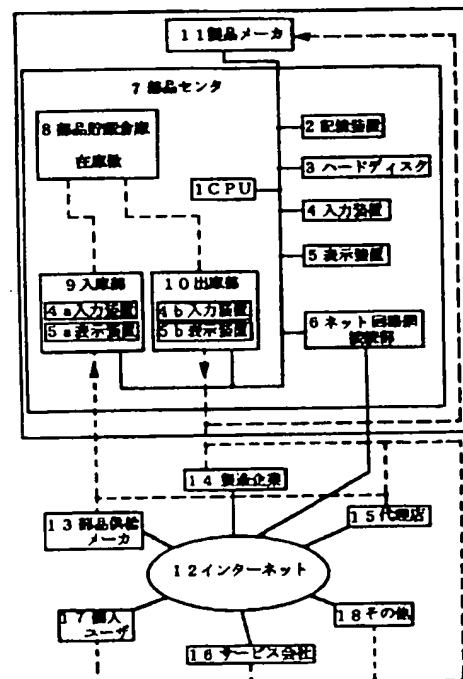 11製品メーカ
7部品センタ
8部品貯蔵倉庫
在庫数
2記憶装置
3ハードディスク
1CPU
4入力装置
5表示装置
9入庫部
4a入力装置
5a表示装置
10出庫部
4b入力装置
5b表示装置
6ネット回路網
接続部
14製造企業
13部品供給
メーカ
15代理店
12インターネット
17個人
ユーザ
18その他
16サービス会社